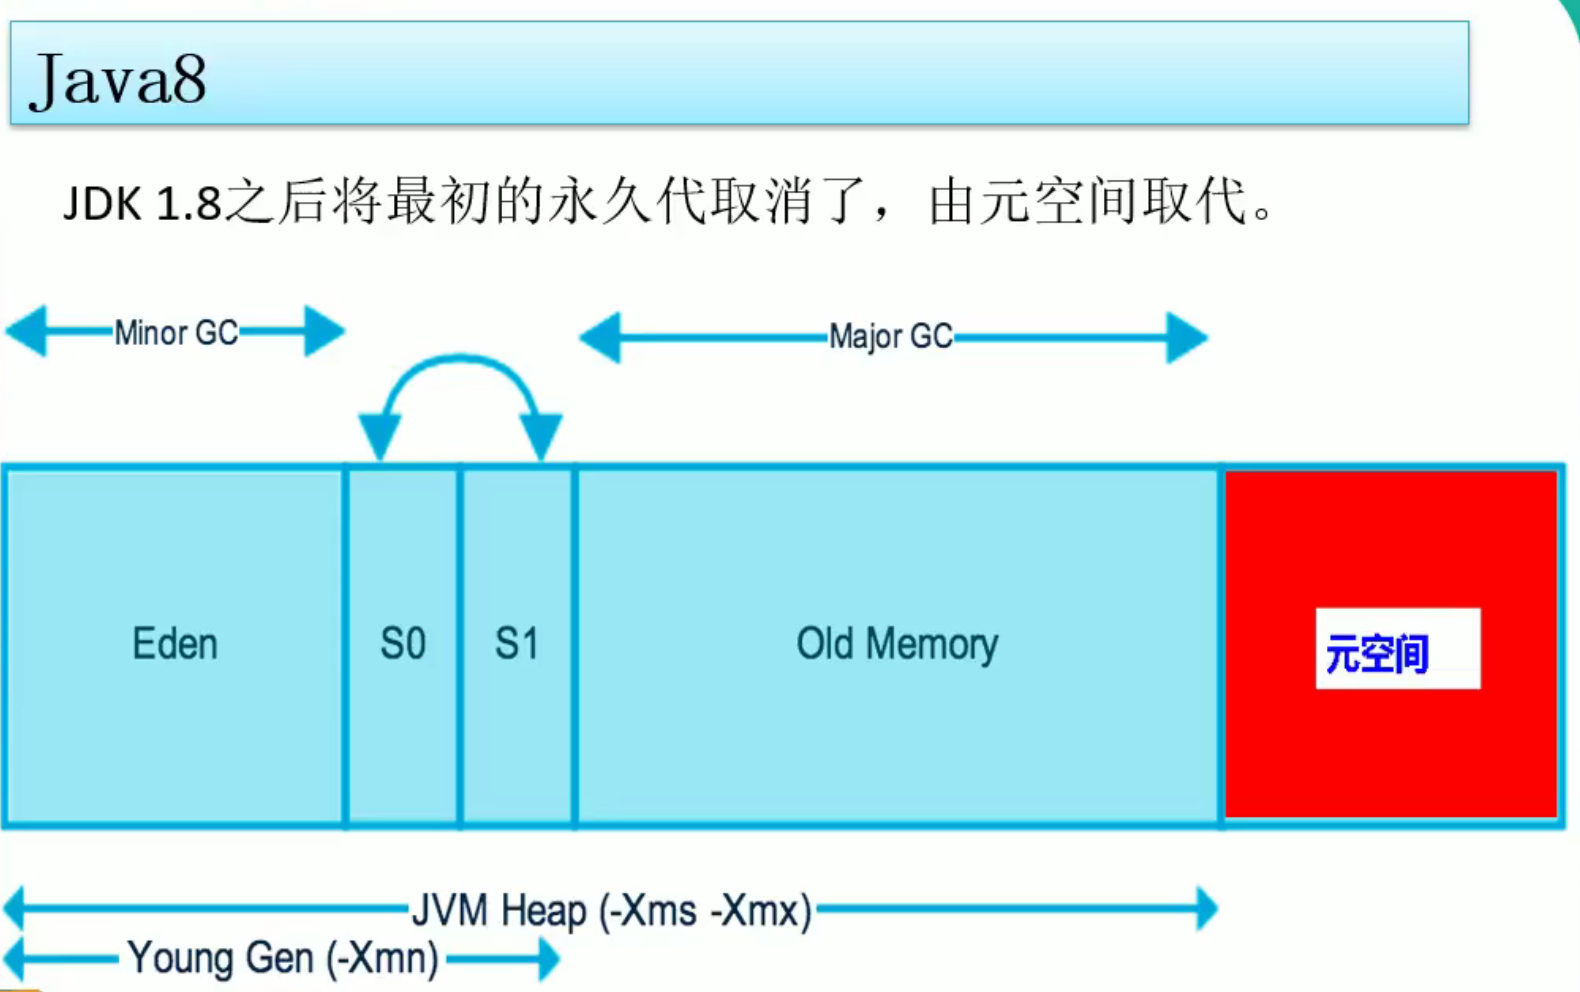 Java8
JDK 1.8之后将最初的永久代取消了，由元空间取代。
Minor GC
Major GC
Eden
S0
S1
Old Memory
元空间
JVM Heap (-Xms -Xmx)
Young Gen (-Xmn)